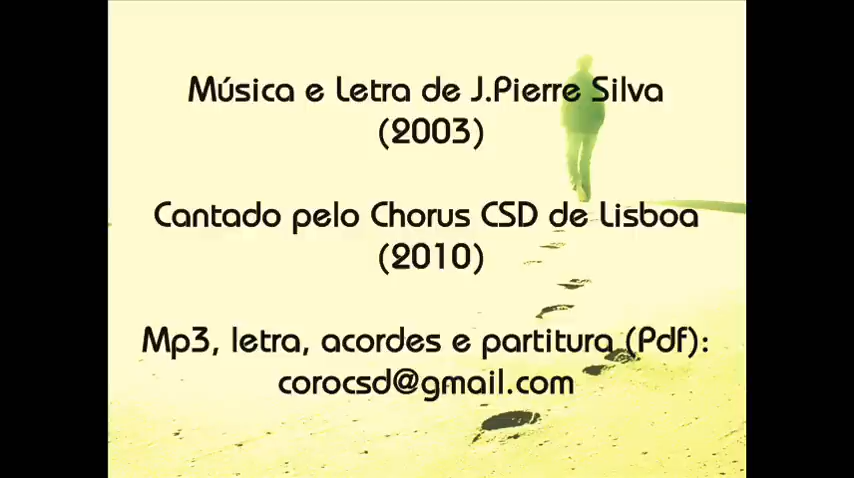 Música e Letra de J.Pierre Silva
(2003)
Cantado pelo Chorus CSD de Lisboa
(2010)
Mp3, letra, acordes e partitura (Pdf):
corocsd@gmail.com